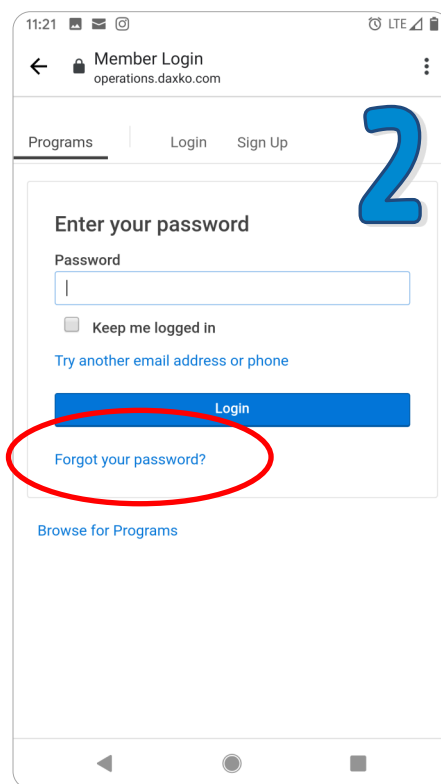 11:21 LTE
Member Login
operations.daxko.com
2
Programs Login Sign Up
Enter your password
Password
Keep me logged in
Try another email address or phone
Login
Forgot your password?
Browse for Programs